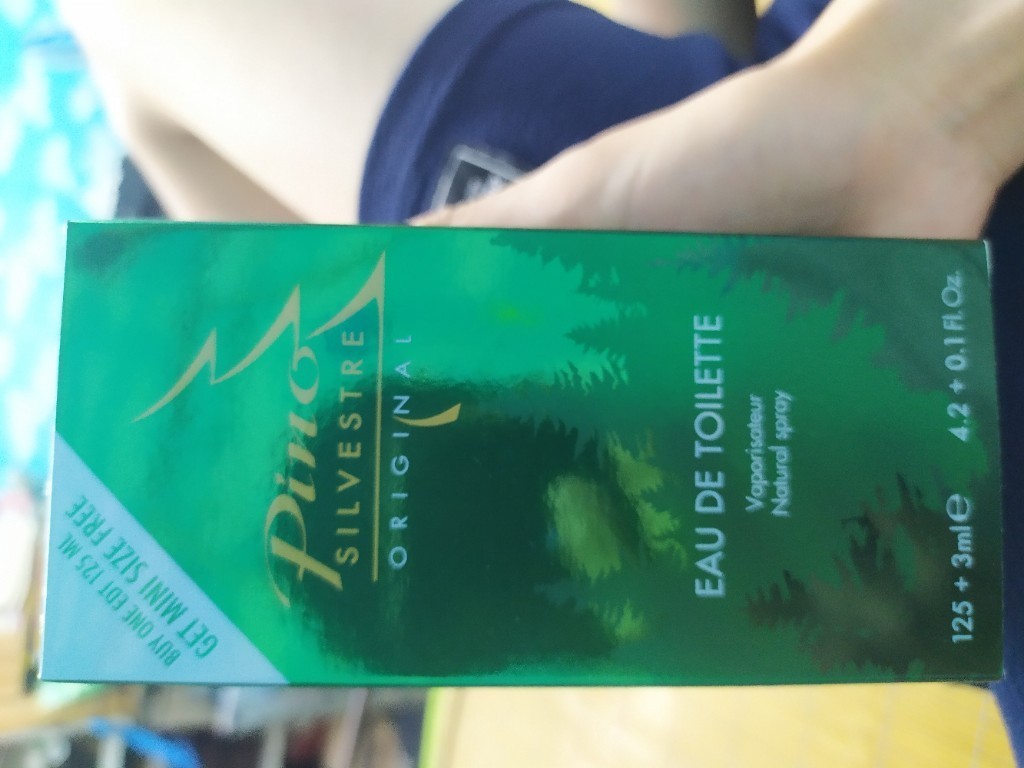 BUY ONE EDT 125 ML
GET MINI SIZE FREE
Pino
SILVESTRE
ORIGINAL
EAU DE TOILETTE
Vaporisateur
Natural spray
125 + 3ml e 4.2 + 0.1 Fl.Oz.